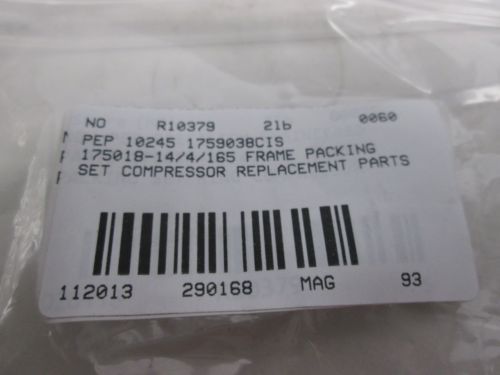 NO R10379 2lb 0060
PEP 10245 1759038CIS
175018-14/4/165 FRAME PACKING
SET COMPRESSOR REPLACEMENT PARTS
112013 290168 MAG 93